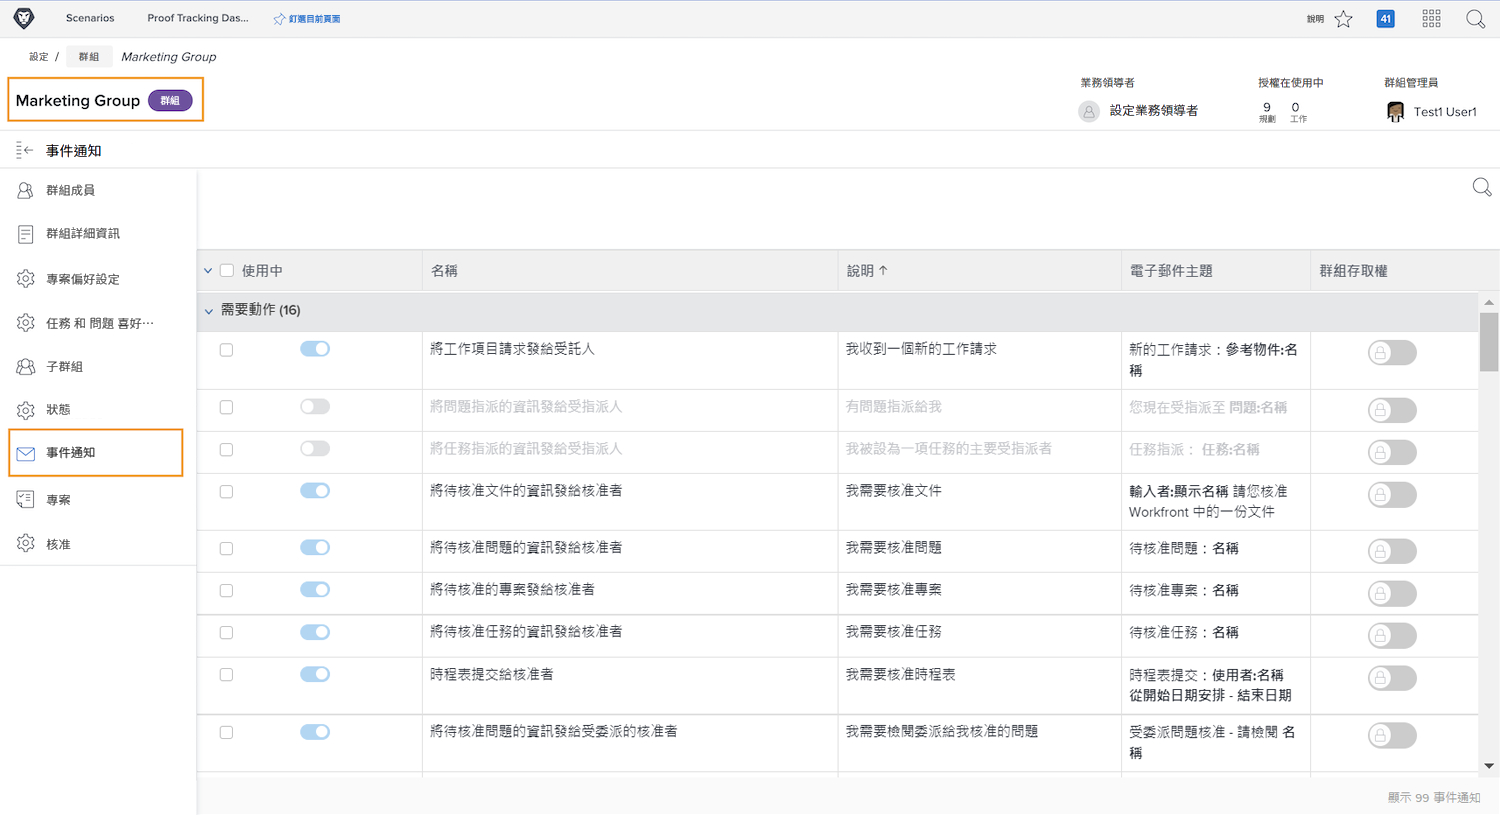 Scenarios
Proof Tracking Das...
釘選目前頁面
說明
41
設定 / 群組 Marketing Group
Marketing Group 群組
業務領導者
設定業務領導者
授權在使用中
9 0
規劃 工作
群組管理員
Test1 User1
事件通知
群組成員
群組詳細資訊
專案偏好設定
任務 和 問題 喜好···
子群組
狀態
事件通知
專案
核准
使用中 名稱 說明 電子郵件主題 群組存取權
需要動作 (16)
將工作項目請求發給受託人 我收到一個新的工作請求 新的工作請求：參考物件:名
稱
將問題指派的資訊發給受指派人 有問題指派給我 您現在受指派至 問題:名稱
將任務指派的資訊發給受指派人 我被設為一項任務的主要受指派者 任務指派： 任務:名稱
將待核准文件的資訊發給核准者 我需要核准文件 輸入者:顯示名稱 請您核准
Workfront 中的一份文件
將待核准問題的資訊發給核准者 我需要核准問題 待核准問題：名稱
將待核准的專案發給核准者 我需要核准專案 待核准專案：名稱
將待核准任務的資訊發給核准者 我需要核准任務 待核准任務：名稱
時程表提交給核准者 我需要核准時程表 時程表提交：使用者:名稱
從開始日期安排 - 結束日期
將待核准問題的資訊發給受委派的核准者 我需要檢閱委派給我核准的問題 受委派問題核准 - 請檢閱 名
稱
顯示 99 事件通知